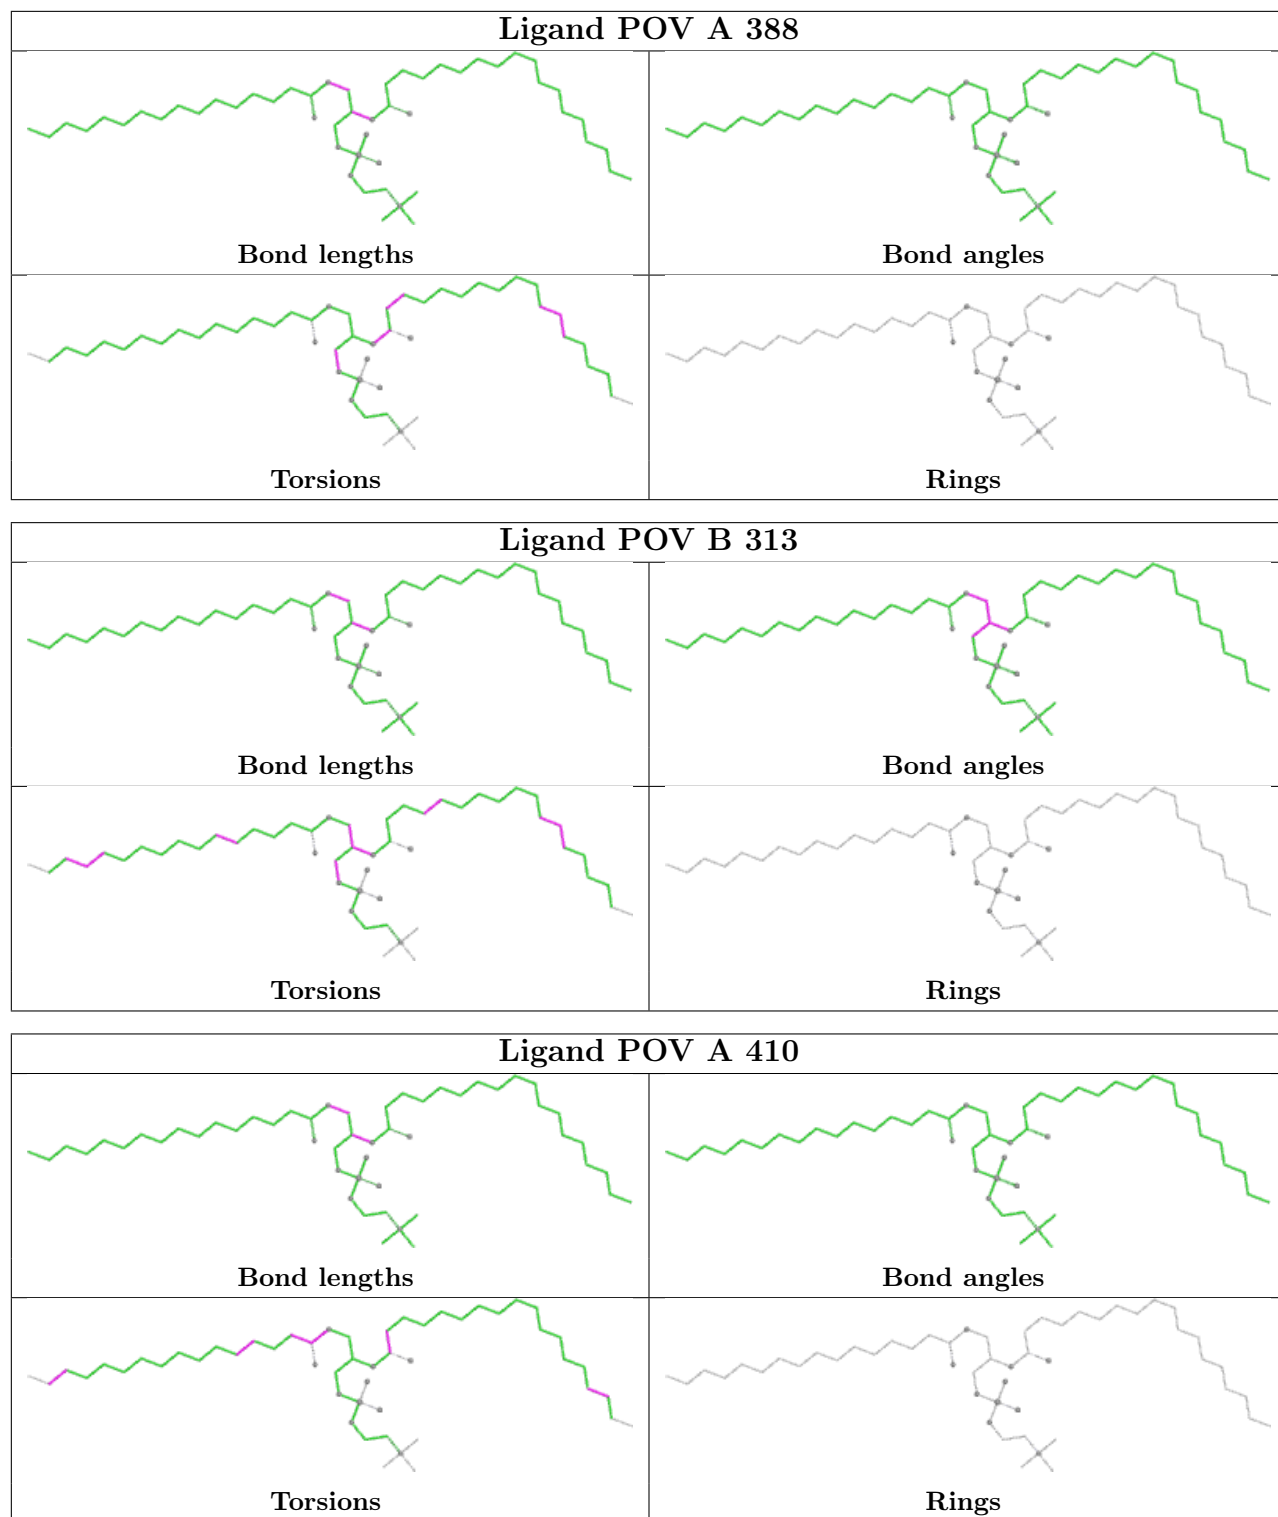 Ligand POV A 388
Bond lengths
Bond angles
Torsions
Rings
Ligand POV B 313
Bond lengths
Bond angles
Torsions
Rings
Ligand POV A 410
Bond lengths
Bond angles
Torsions
Rings